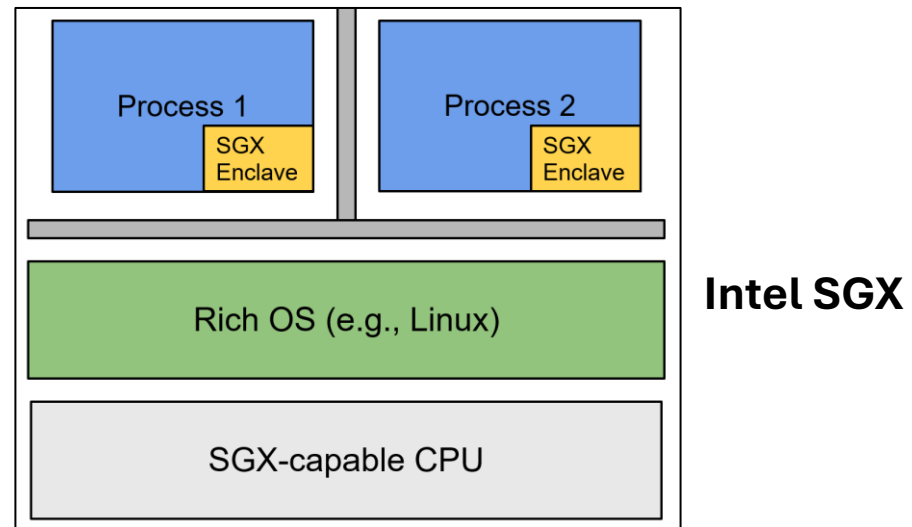 Process 1
SGX
Enclave
Process 2
SGX
Enclave
Rich OS (e.g., Linux)
SGX-capable CPU
Intel SGX